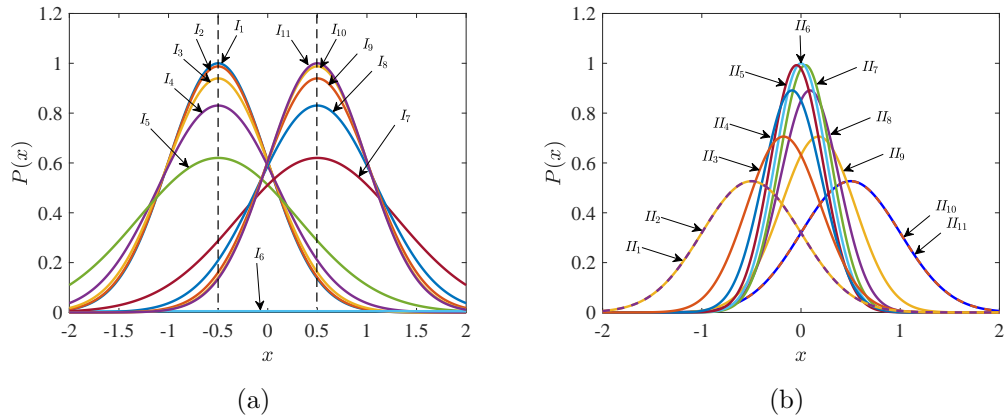 1.2
1
0.8
0.6
0.4
0.2
0
P(x)
-2 -1.5 -1 -0.5 0 0.5 1 1.5 2
x
I1
I2
I3
I4
I5
I6
I7
I8
I9
I10
I11
(a)
1.2
1
0.8
0.6
0.4
0.2
0
P(x)
-2 -1 0 1 2
x
II1
II2
II3
II4
II5
II6
II7
II8
II9
II10
II11
(b)